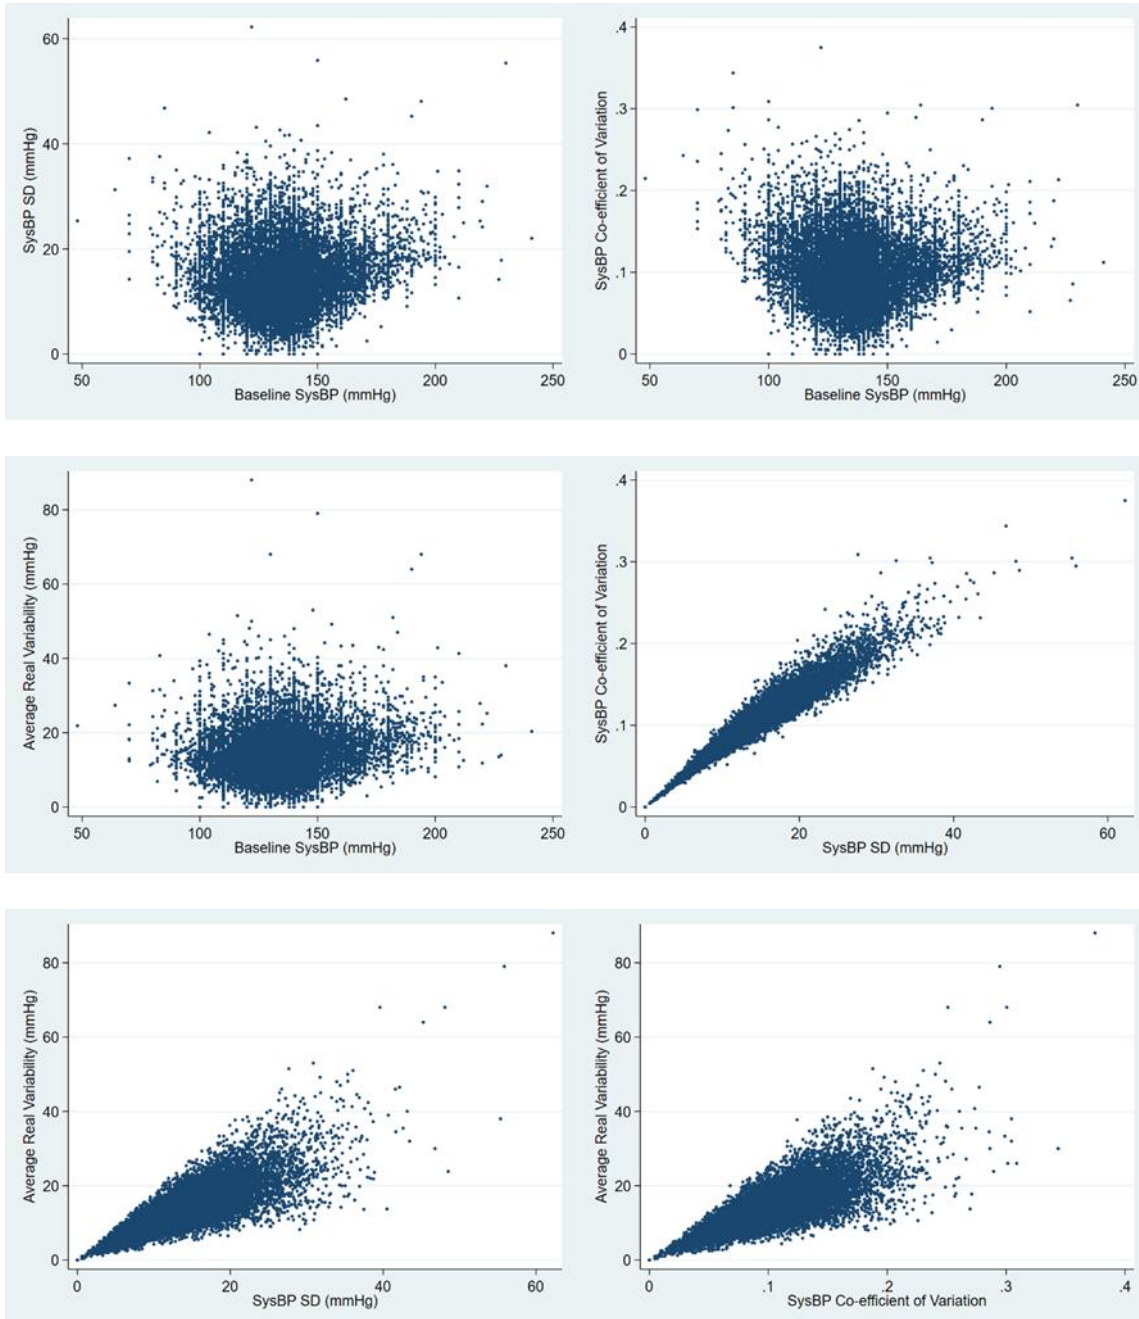 60
40
20
0
SysBP SD (mmHg)
50 100 150 200 250
Baseline SysBP (mmHg)
.4
.3
.2
.1
0
SysBP Co-efficient of Variation
50 100 150 200 250
Baseline SysBP (mmHg)
80
60
40
20
0
Average Real Variability (mmHg)
50 100 150 200 250
Baseline SysBP (mmHg)
.4
.3
.2
.1
0
SysBP Co-efficient of Variation
0 20 40 60
SysBP SD (mmHg)
80
60
40
20
0
Average Real Variability (mmHg)
0 20 40 60
SysBP SD (mmHg)
80
60
40
20
0
Average Real Variability (mmHg)
0 .1 .2 .3 .4
SysBP Co-efficient of Variation